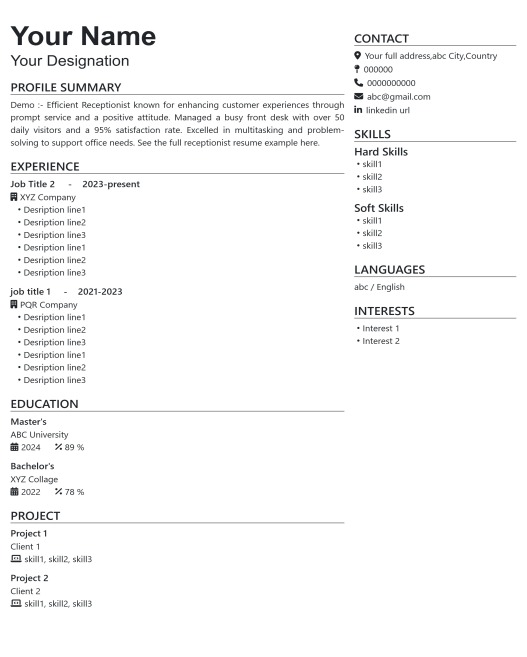 Your Name
Your Designation
PROFILE SUMMARY
Demo :- Efficient Receptionist known for enhancing customer experiences through
prompt service and a positive attitude. Managed a busy front desk with over 50
daily visitors and a 95% satisfaction rate. Excelled in multitasking and problem-
solving to support office needs. See the full receptionist resume example here.
EXPERIENCE
Job Title 2 - 2023-present
XYZ Company
• Desription line1
• Desription line2
• Desription line3
• Desription line1
• Desription line2
• Desription line3
job title 1 - 2021-2023
PQR Company
• Desription line1
• Desription line2
• Desription line3
• Desription line1
• Desription line2
• Desription line3
EDUCATION
Master's
ABC University
2024 % 89 %
Bachelor's
XYZ Collage
2022 % 78 %
PROJECT
Project 1
Client 1
skill1, skill2, skill3
Project 2
Client 2
skill1, skill2, skill3
CONTACT
Your full address,abc City,Country
000000
0000000000
abc@gmail.com
in linkedin url
SKILLS
Hard Skills
• skill1
• skill2
• skill3
Soft Skills
• skill1
• skill2
• skill3
LANGUAGES
abc / English
INTERESTS
• Interest 1
• Interest 2